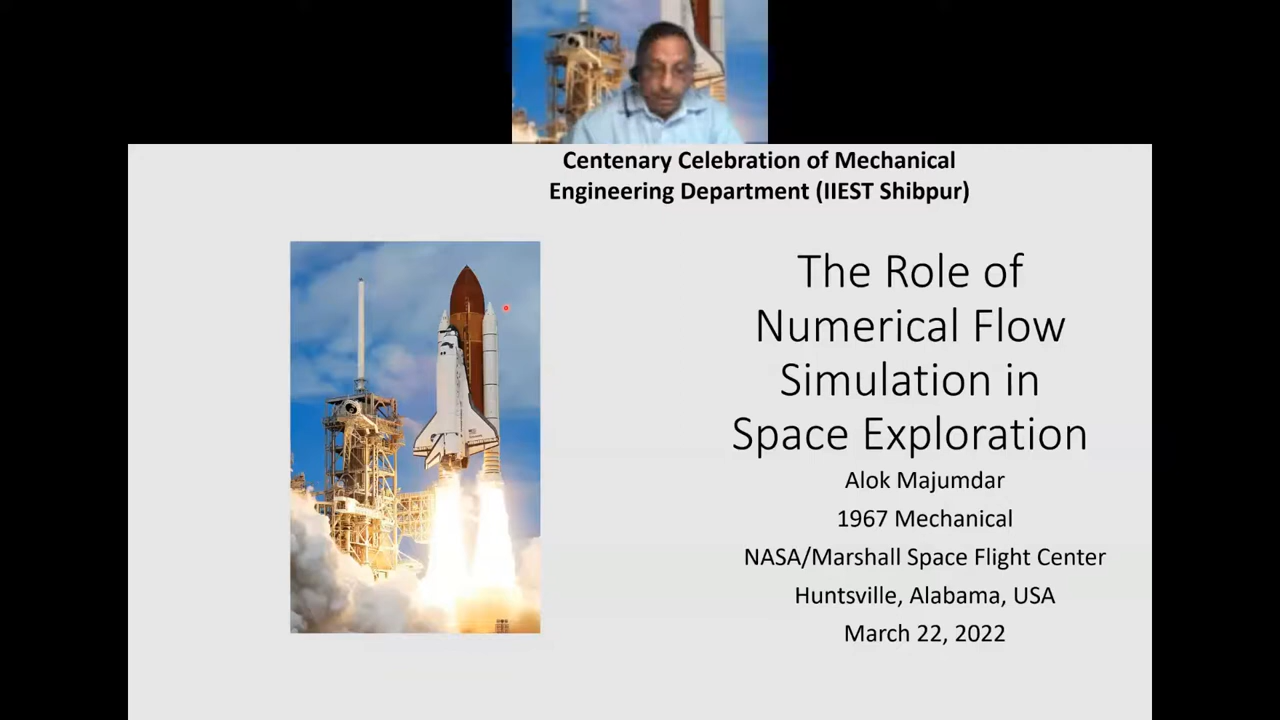 Centenary Celebration of Mechanical
Engineering Department (IIEST Shibpur)
The Role of
Numerical Flow
Simulation in
Space Exploration
Alok Majumdar
1967 Mechanical
NASA/Marshall Space Flight Center
Huntsville, Alabama, USA
March 22, 2022